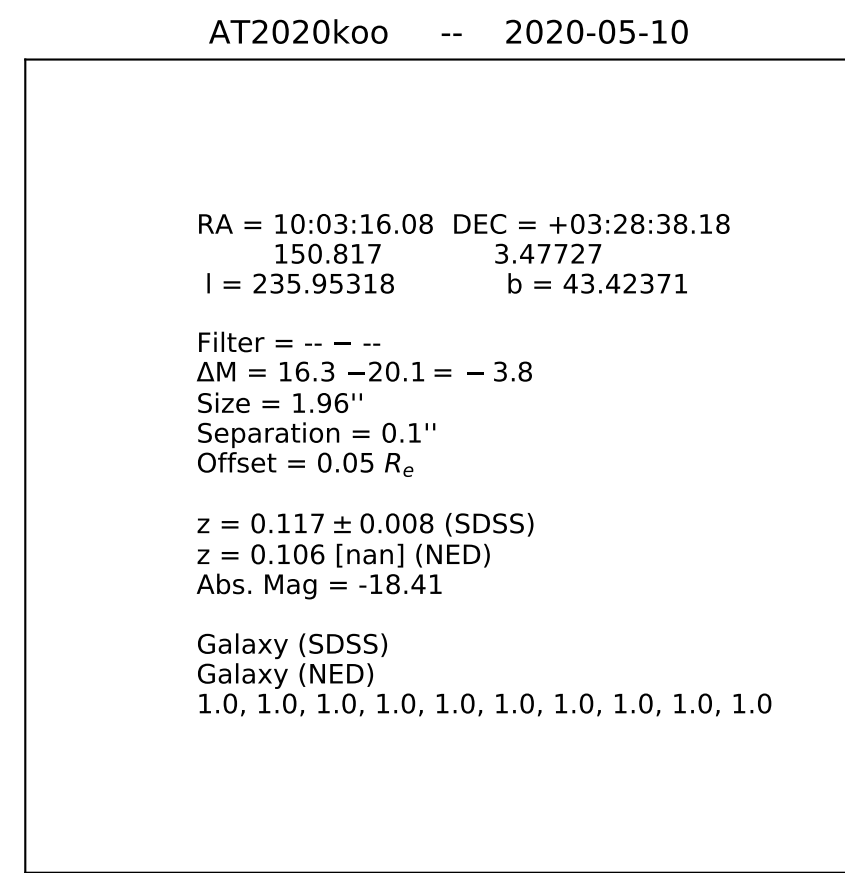 AT2020koo -- 2020-05-10
RA = 10:03:16.08 DEC = +03:28:38.18
150.817 3.47727
l = 235.95318 b = 43.42371
Filter = -- − --
ΔM = 16.3 −20.1 = − 3.8
Size = 1.96''
Separation = 0.1''
Offset = 0.05 Re
z = 0.117 ± 0.008 (SDSS)
z = 0.106 [nan] (NED)
Abs. Mag = -18.41
Galaxy (SDSS)
Galaxy (NED)
1.0, 1.0, 1.0, 1.0, 1.0, 1.0, 1.0, 1.0, 1.0, 1.0